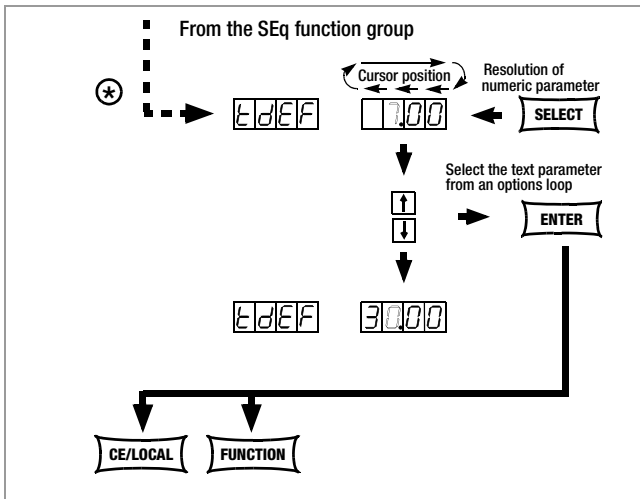 From the SEq function group
*
Cursor position
Resolution of
numeric parameter
tdEF
7.00
SELECT
Select the text parameter
from an options loop
↑
↓
ENTER
tdEF
30.00
CE/LOCAL
FUNCTION